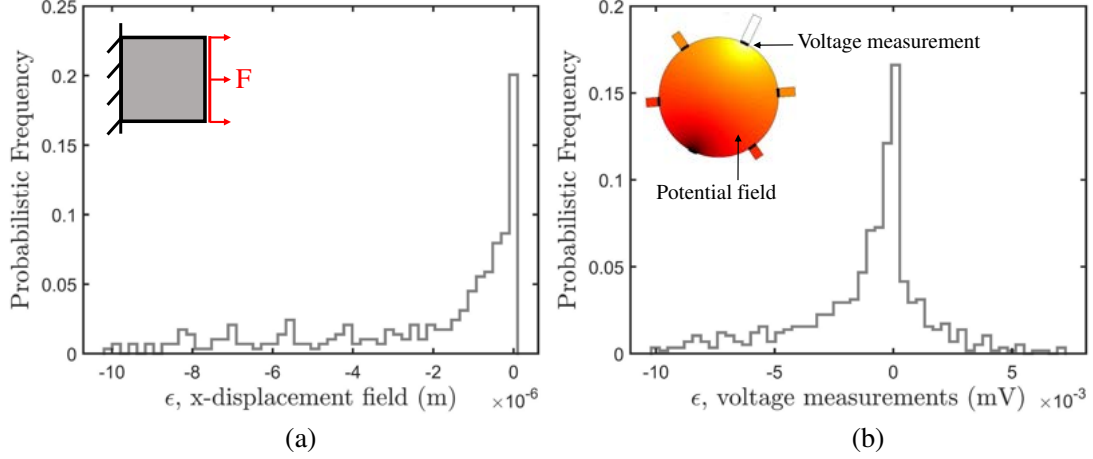 0.25
0.20
0.15
0.1
0.05
0
Probabilistic Frequency
F
-10
-8
-6
-4
-2
0
ϵ, x-displacement field (m)
×10⁻⁶
(a)
0.2
0.15
0.1
0.05
0
Probabilistic Frequency
Voltage measurement
Potential field
-10
-5
0
5
ϵ, voltage measurements (mV)
×10⁻³
(b)